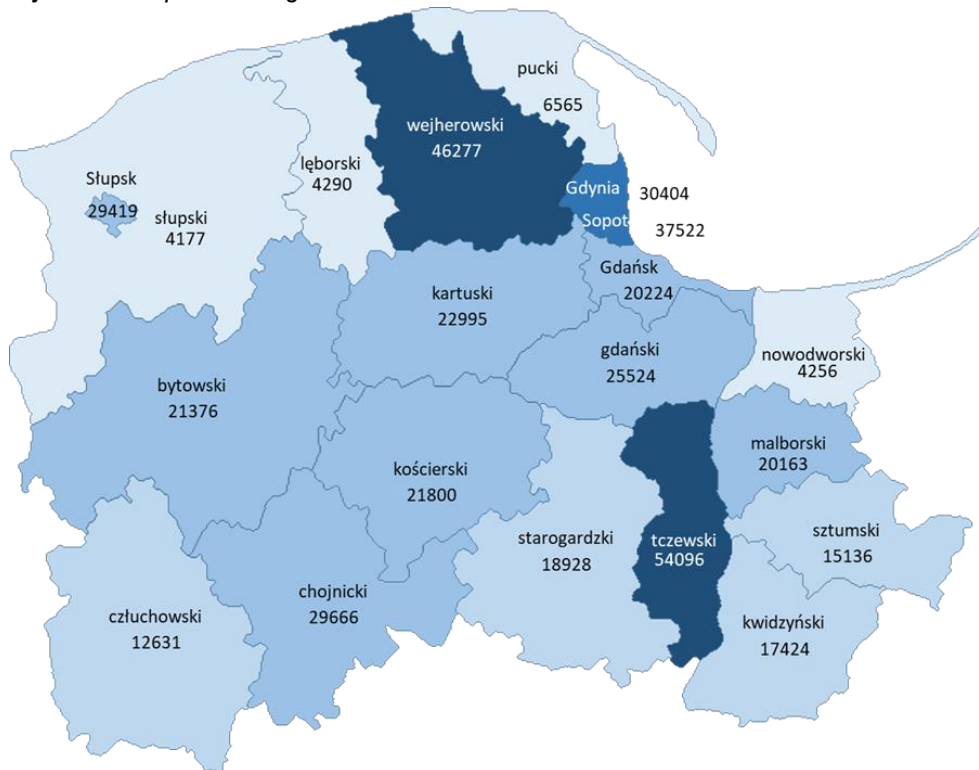 pucki
6565
wejherowski
46277
lęborski
4290
Gdynia
30404
Słupsk
29419
Sopot
37522
słupski
4177
Gdańsk
20224
kartuski
22995
gdański
25524
nowodworski
4256
bytowski
21376
malborski
20163
kościerski
21800
sztumski
15136
starogardzki
18928
tczewski
54096
chojnicki
29666
człuchowski
12631
kwidzyński
17424